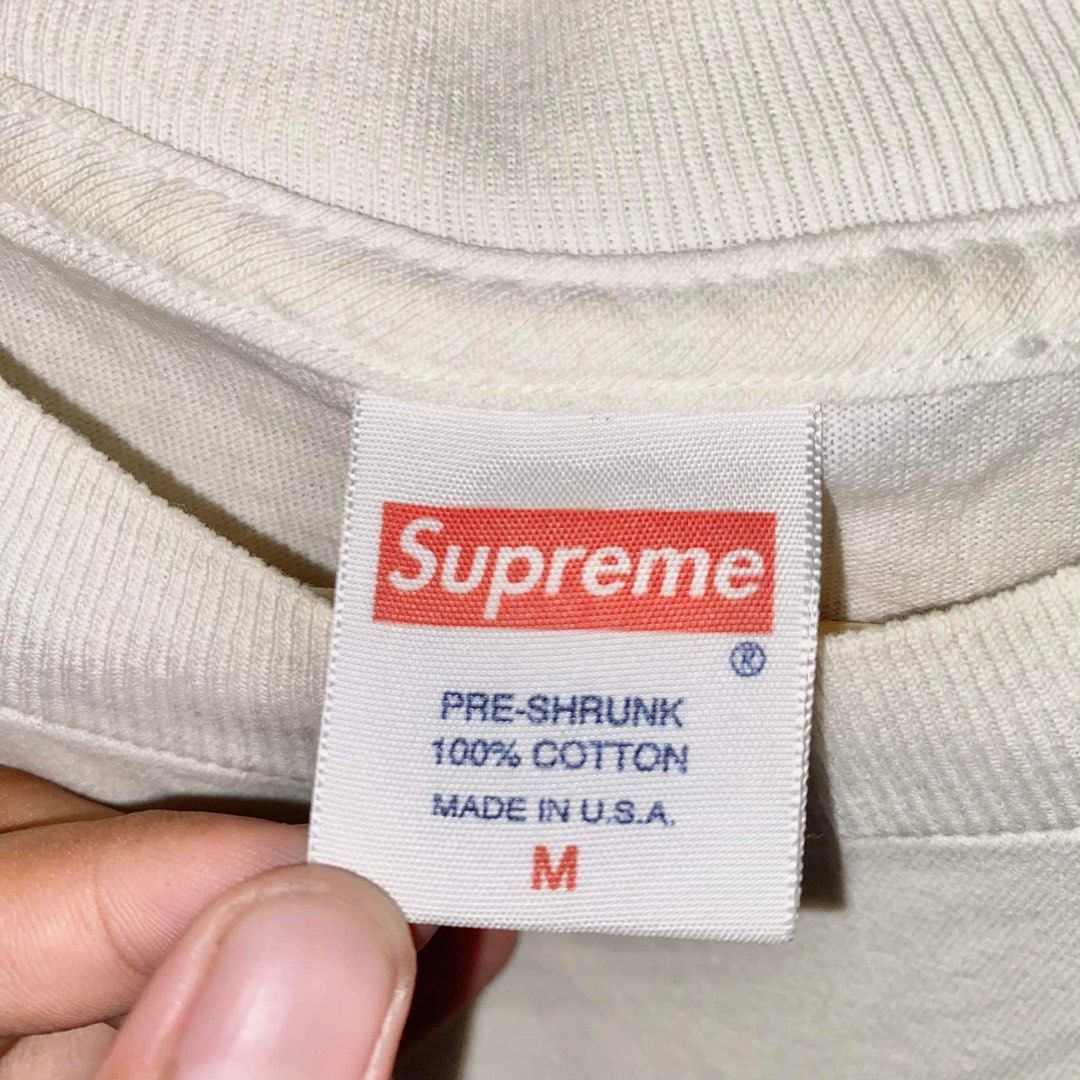 Supreme
®
PRE-SHRUNK
100% COTTON
MADE IN U.S.A.
M